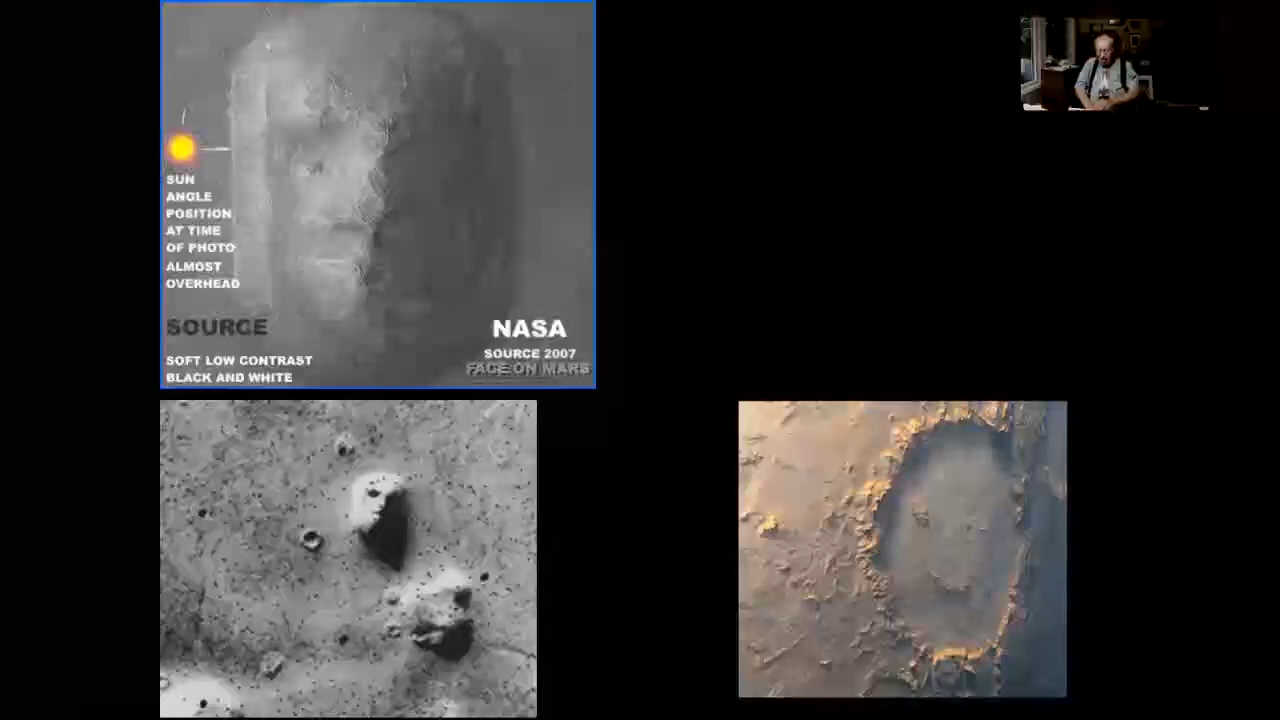 SUN
ANGLE
POSITION
AT TIME
OF PHOTO
ALMOST
OVERHEAD
SOURCE
SOFT LOW CONTRAST
BLACK AND WHITE
NASA
SOURCE 2007
FACE ON MARS